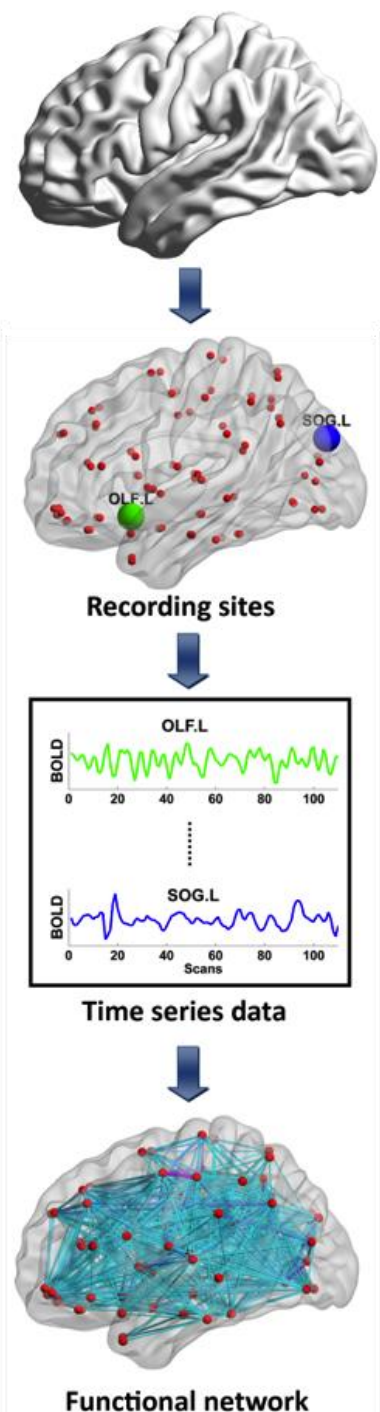 SOG.L
OLF.L
Recording sites
OLF.L
BOLD
0 20 40 60 80 100
SOG.L
BOLD
0 20 40 60 80 100
Scans
Time series data
Functional network